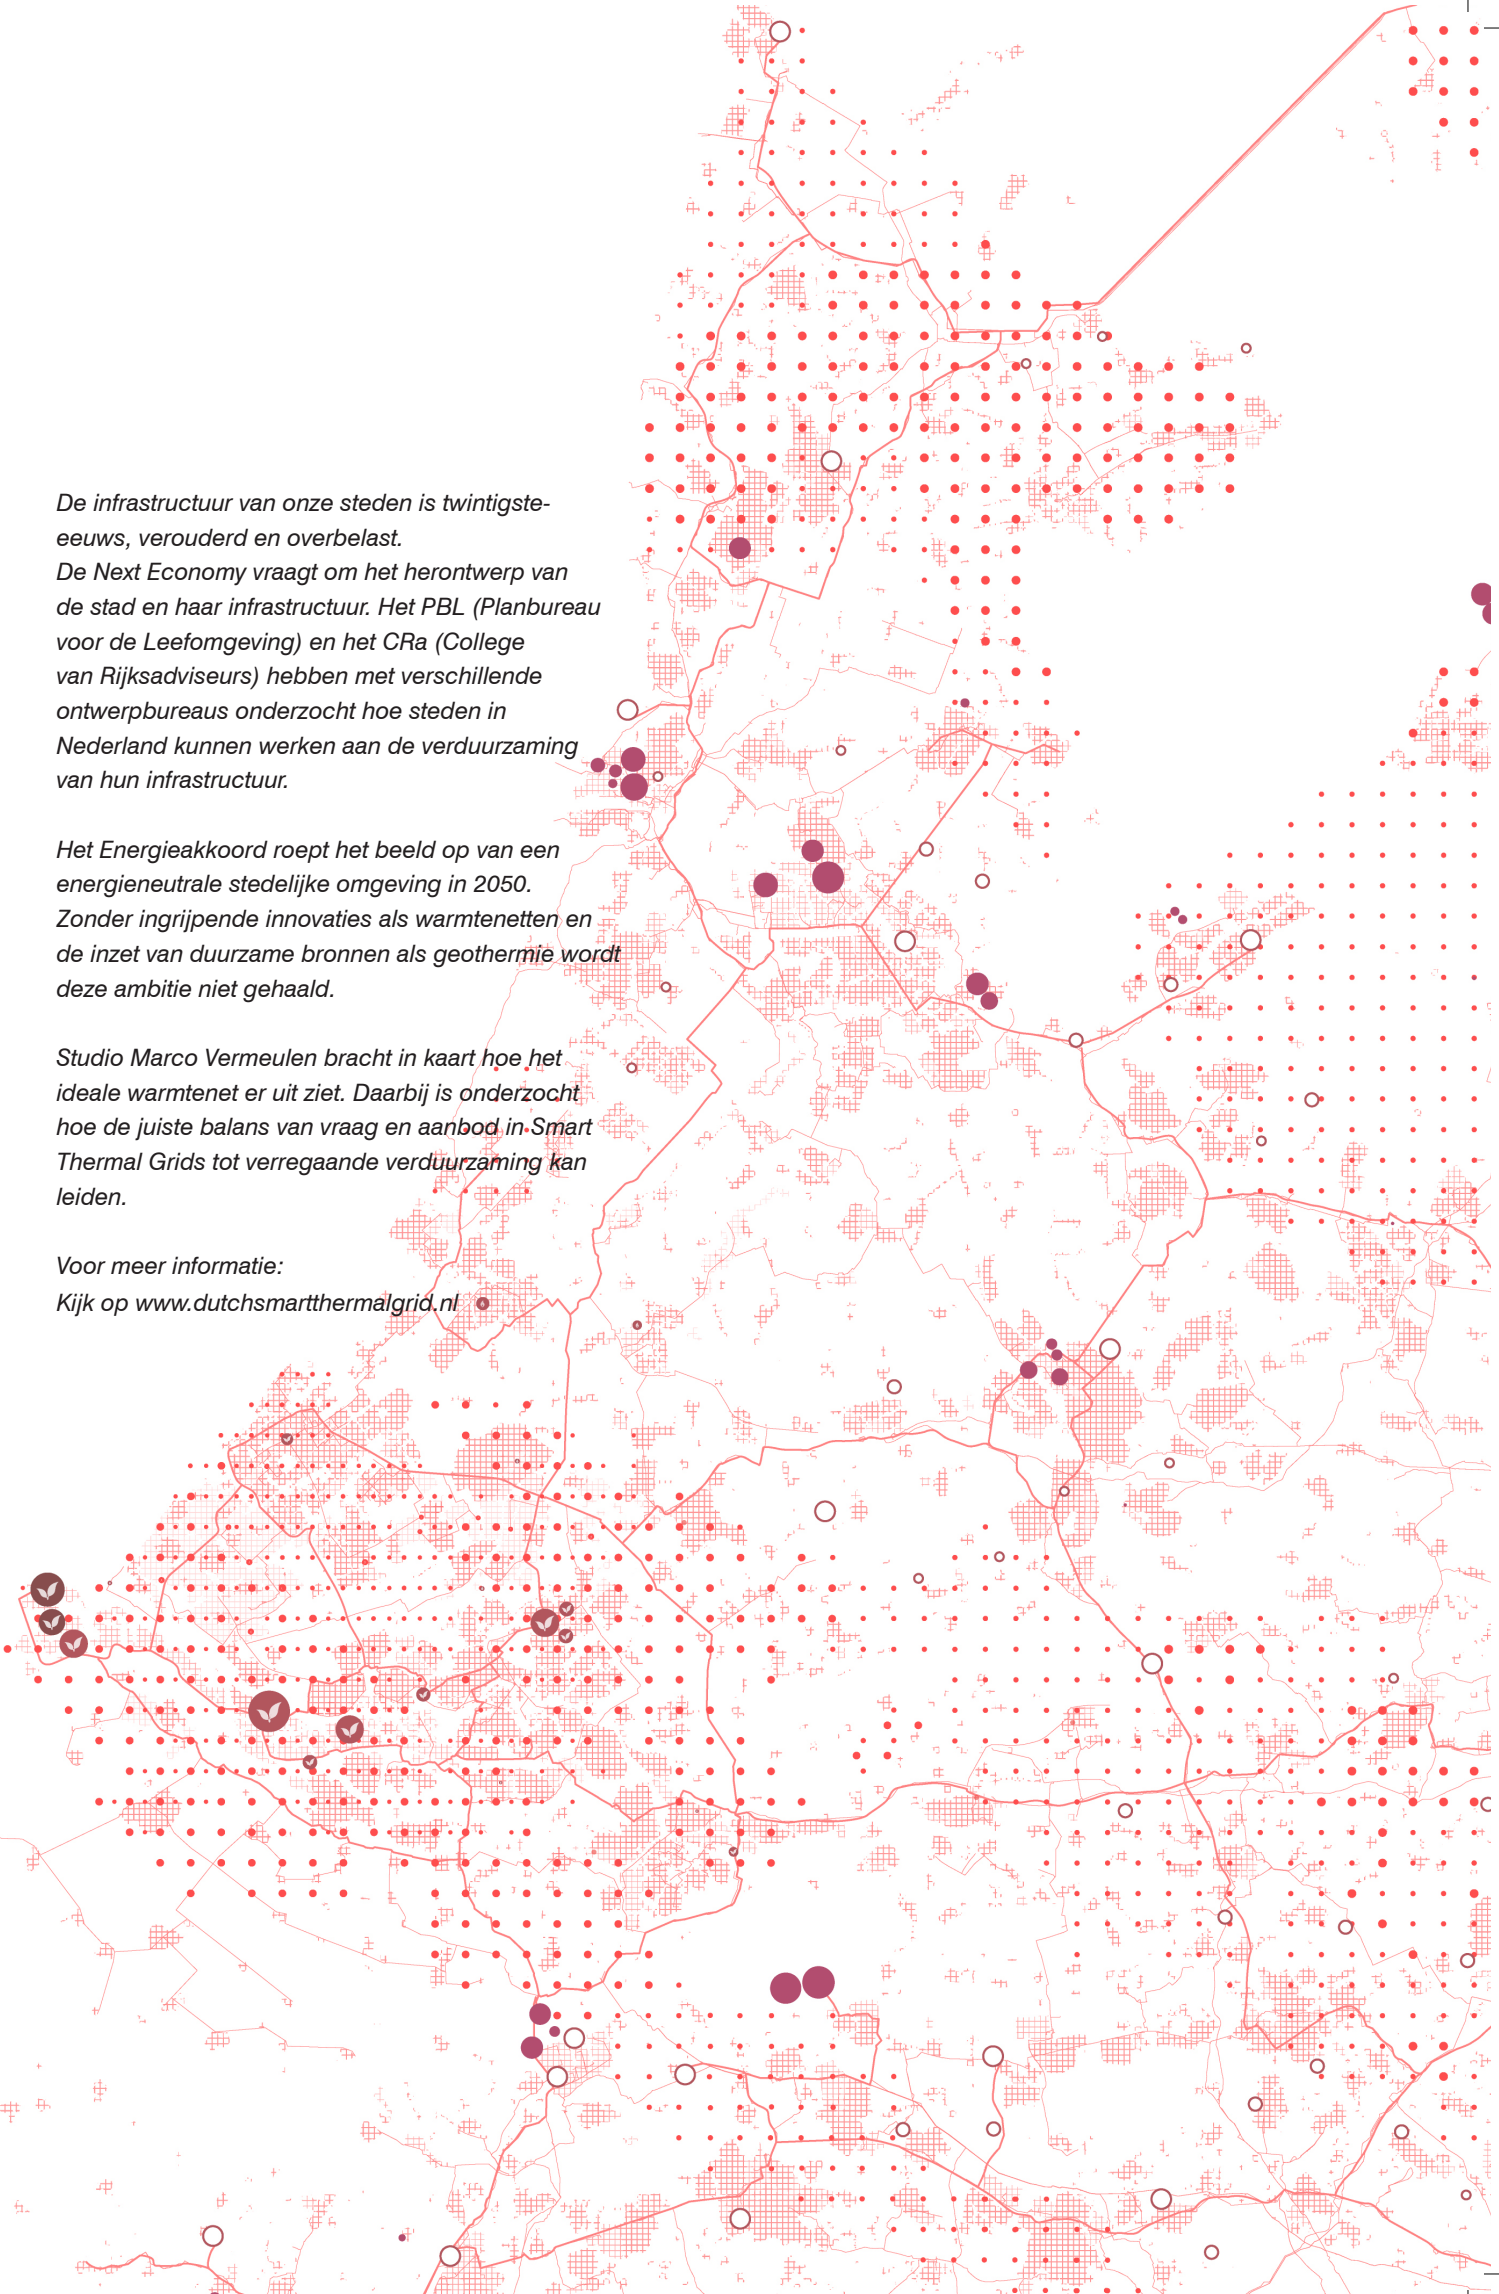 De infrastructuur van onze steden is twintigste-
eeuws, verouderd en overbelast.
De Next Economy vraagt om het herontwerp van
de stad en haar infrastructuur. Het PBL (Planbureau
voor de Leefomgeving) en het CRa (College
van Rijksadviseurs) hebben met verschillende
ontwerpbureaus onderzocht hoe steden in
Nederland kunnen werken aan de verduurzaming
van hun infrastructuur.
Het Energieakkoord roept het beeld op van een
energieneutrale stedelijke omgeving in 2050.
Zonder ingrijpende innovaties als warmtenetten en
de inzet van duurzame bronnen als geothermie wordt
deze ambitie niet gehaald.
Studio Marco Vermeulen bracht in kaart hoe het
ideale warmtenet er uit ziet. Daarbij is onderzocht
hoe de juiste balans van vraag en aanbod in Smart
Thermal Grids tot verregaande verduurzaming kan
leiden.
Voor meer informatie:
Kijk op www.dutchsmartthermalgrid.nl